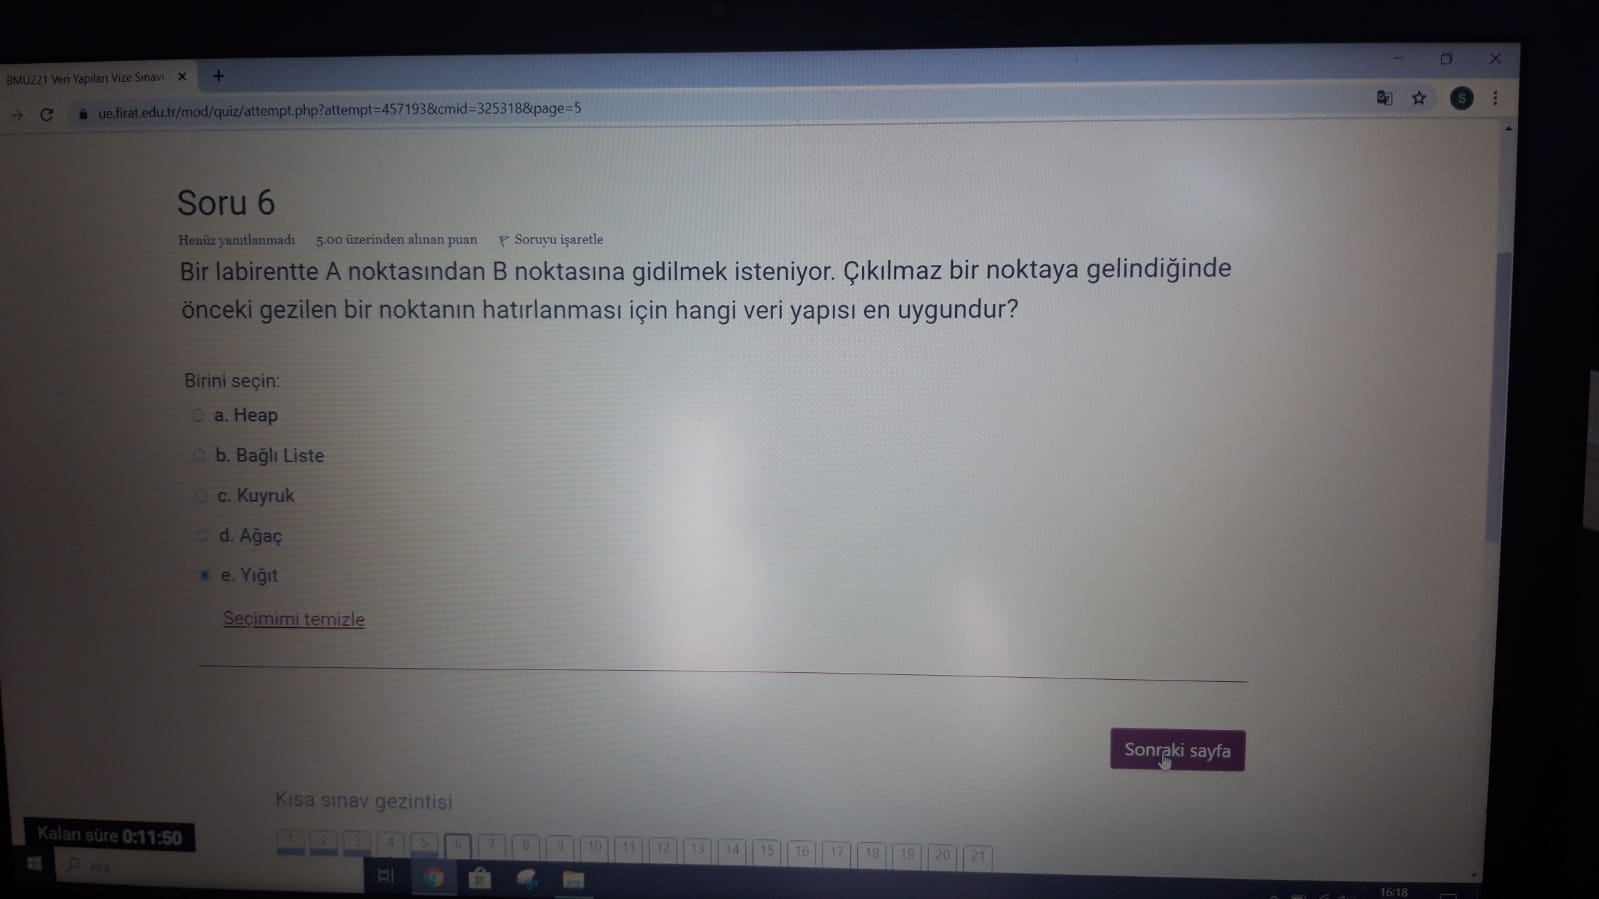 BMÜ221 Veri Yapıları Vize Sınavı
ue.firat.edu.tr/mod/quiz/attempt.php?attempt=457193&cmid=325318&page=5
S
Soru 6
Henüz yanıtlanmadı 5.00 üzerinden alınan puan Soruyu işaretle
Bir labirentte A noktasından B noktasına gidilmek isteniyor. Çıkılmaz bir noktaya gelindiğinde
önceki gezilen bir noktanın hatırlanması için hangi veri yapısı en uygundur?
Birini seçin:
a. Heap
b. Bağlı Liste
c. Kuyruk
d. Ağaç
e. Yığıt
Seçimimi temizle
Sonraki sayfa
Kısa sınav gezintisi
Kalan süre 0:11:50
1 2 3 4 5 6 7 8 9 10 11 12 13 14 15 16 17 18 19 20 21
Ara
16:18